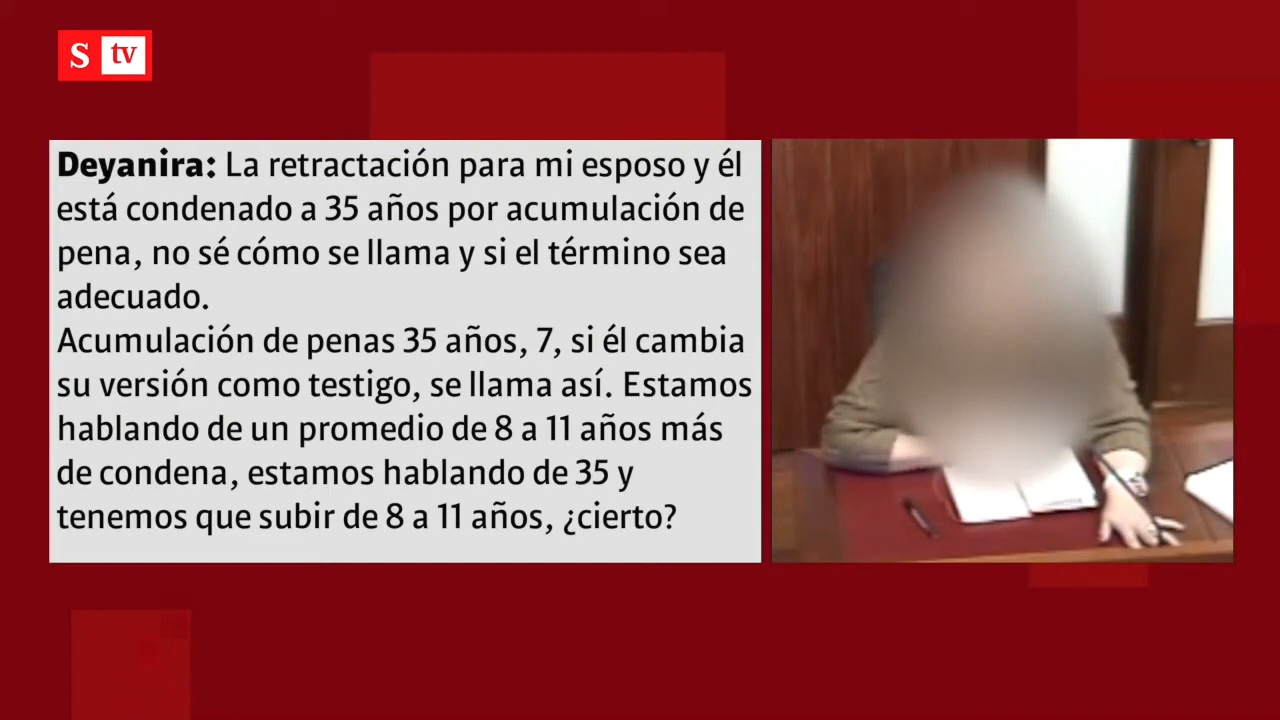 S tv
Deyanira: La retractación para mi esposo y él
está condenado a 35 años por acumulación de
pena, no sé cómo se llama y si el término sea
adecuado.
Acumulación de penas 35 años, 7, si él cambia
su versión como testigo, se llama así. Estamos
hablando de un promedio de 8 a 11 años más
de condena, estamos hablando de 35 y
tenemos que subir de 8 a 11 años, ¿cierto?